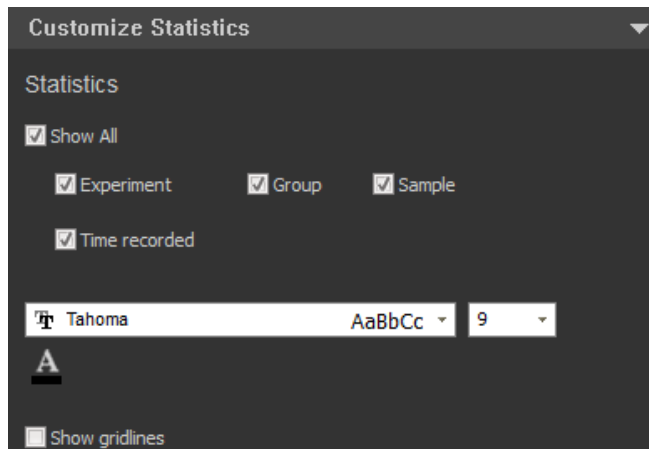 Customize Statistics
Statistics
Show All
Experiment Group Sample
Time recorded
Tahoma AaBbCc 9
A
Show gridlines